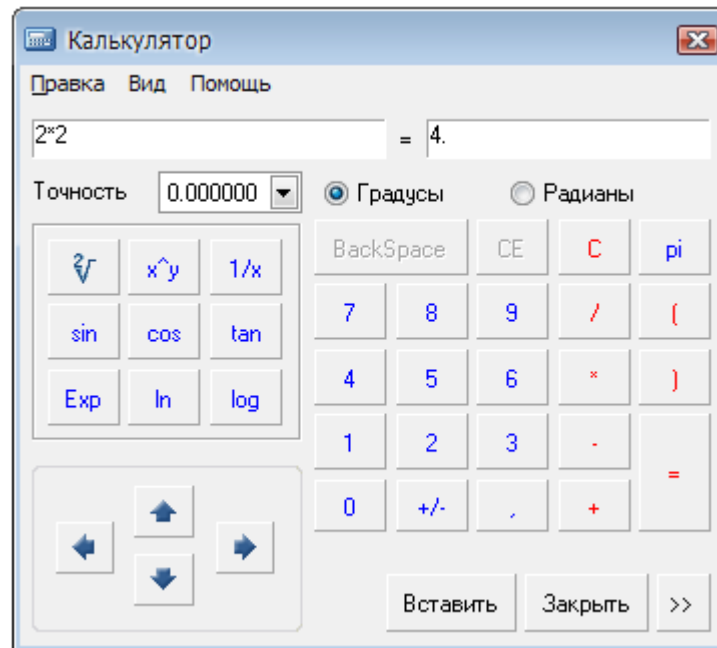 Калькулятор
Правка Вид Помощь
2*2 = 4.
Точность 0.000000 Градусы Радианы
2√ x^y 1/x BackSpace CE C pi
sin cos tan 7 8 9 / (
Exp ln log 4 5 6 * )
1 2 3 - =
0 +/- , +
Вставить Закрыть >>